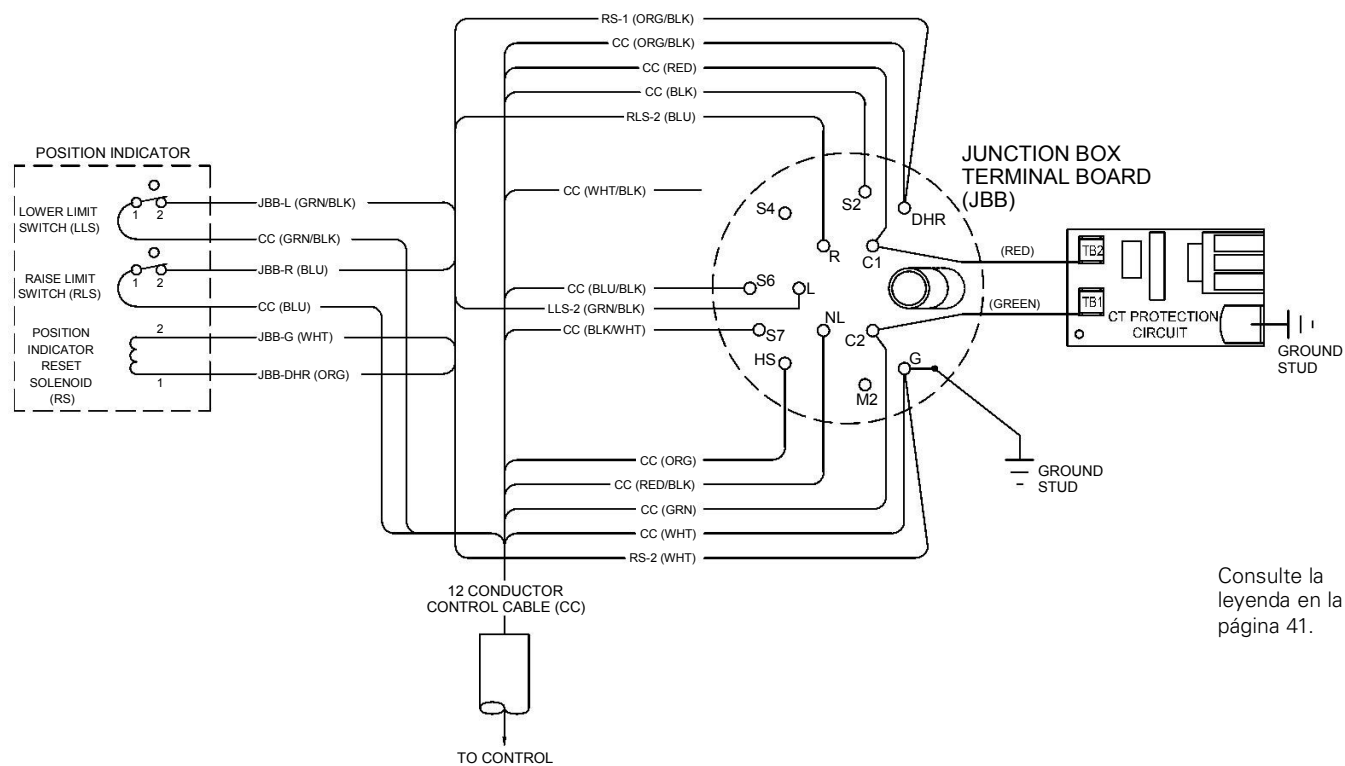 RS-1 (ORG/BLK)
CC (ORG/BLK)
CC (RED)
CC (BLK)
RLS-2 (BLU)
POSITION INDICATOR
LOWER LIMIT
SWITCH (LLS)
1 2
JBB-L (GRN/BLK)
CC (GRN/BLK)
RAISE LIMIT
SWITCH (RLS)
1 2
JBB-R (BLU)
CC (BLU)
POSITION
INDICATOR
RESET
SOLENOID
(RS)
2
1
JBB-G (WHT)
JBB-DHR (ORG)
CC (WHT/BLK)
CC (BLU/BLK)
LLS-2 (GRN/BLK)
CC (BLK/WHT)
JUNCTION BOX
TERMINAL BOARD
(JBB)
S4
S2
DHR
R
C1
S6
L
S7
NL
C2
HS
G
M2
(RED)
(GREEN)
TB2
TB1
CT PROTECTION
CIRCUIT
GROUND
STUD
GROUND
STUD
CC (ORG)
CC (RED/BLK)
CC (GRN)
CC (WHT)
RS-2 (WHT)
12 CONDUCTOR
CONTROL CABLE (CC)
TO CONTROL
Consulte la
leyenda en la
página 41.